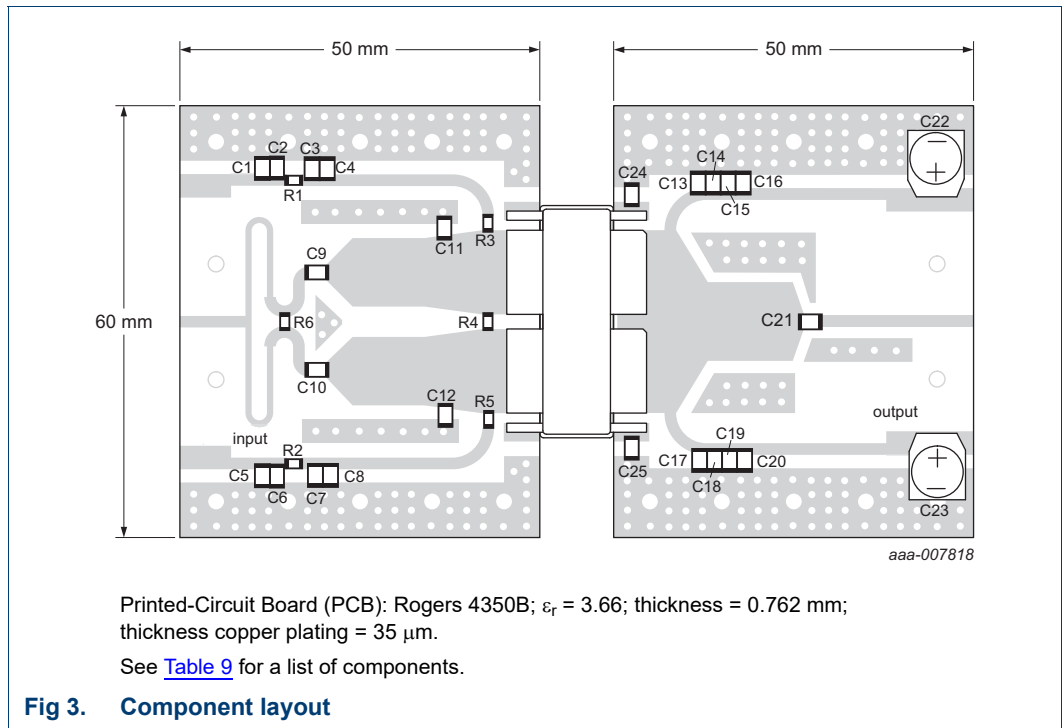 50 mm
50 mm
60 mm
C22
C1
C2
C3
C4
R1
C24
C13
C14
C15
C16
C11
R3
C9
R6
R4
C21
C10
C12
R5
input
output
R2
C5
C6
C7
C8
C25
C17
C18
C19
C20
C23
aaa-007818
Printed-Circuit Board (PCB): Rogers 4350B; εr = 3.66; thickness = 0.762 mm;
thickness copper plating = 35 μm.
See Table 9 for a list of components.
Fig 3. Component layout